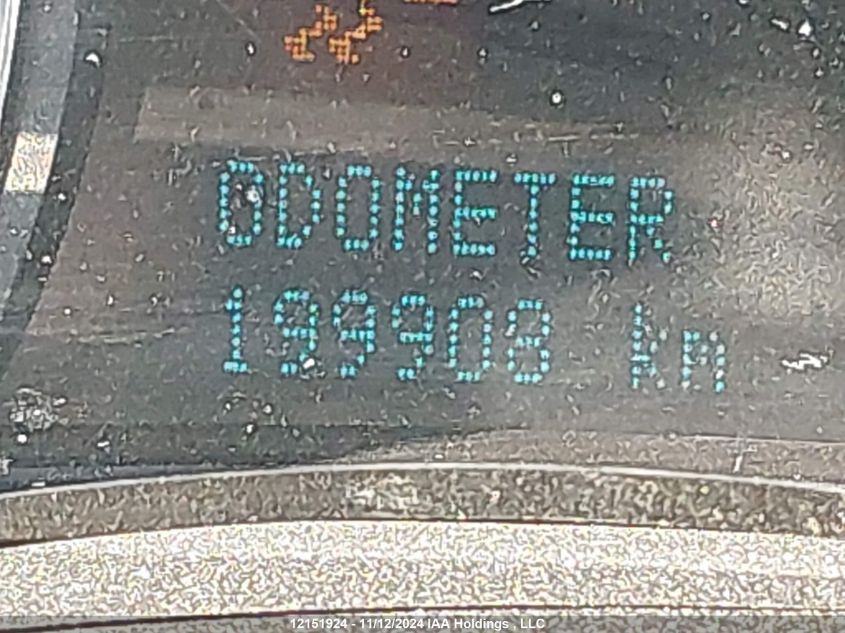 ODOMETER
199908 km
12151924 - 11/12/2024 IAA Holdings , LLC